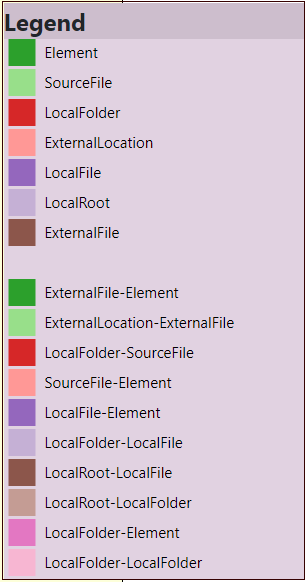 Legend
Element
SourceFile
LocalFolder
ExternalLocation
LocalFile
LocalRoot
ExternalFile
ExternalFile-Element
ExternalLocation-ExternalFile
LocalFolder-SourceFile
SourceFile-Element
LocalFile-Element
LocalFolder-LocalFile
LocalRoot-LocalFile
LocalRoot-LocalFolder
LocalFolder-Element
LocalFolder-LocalFolder